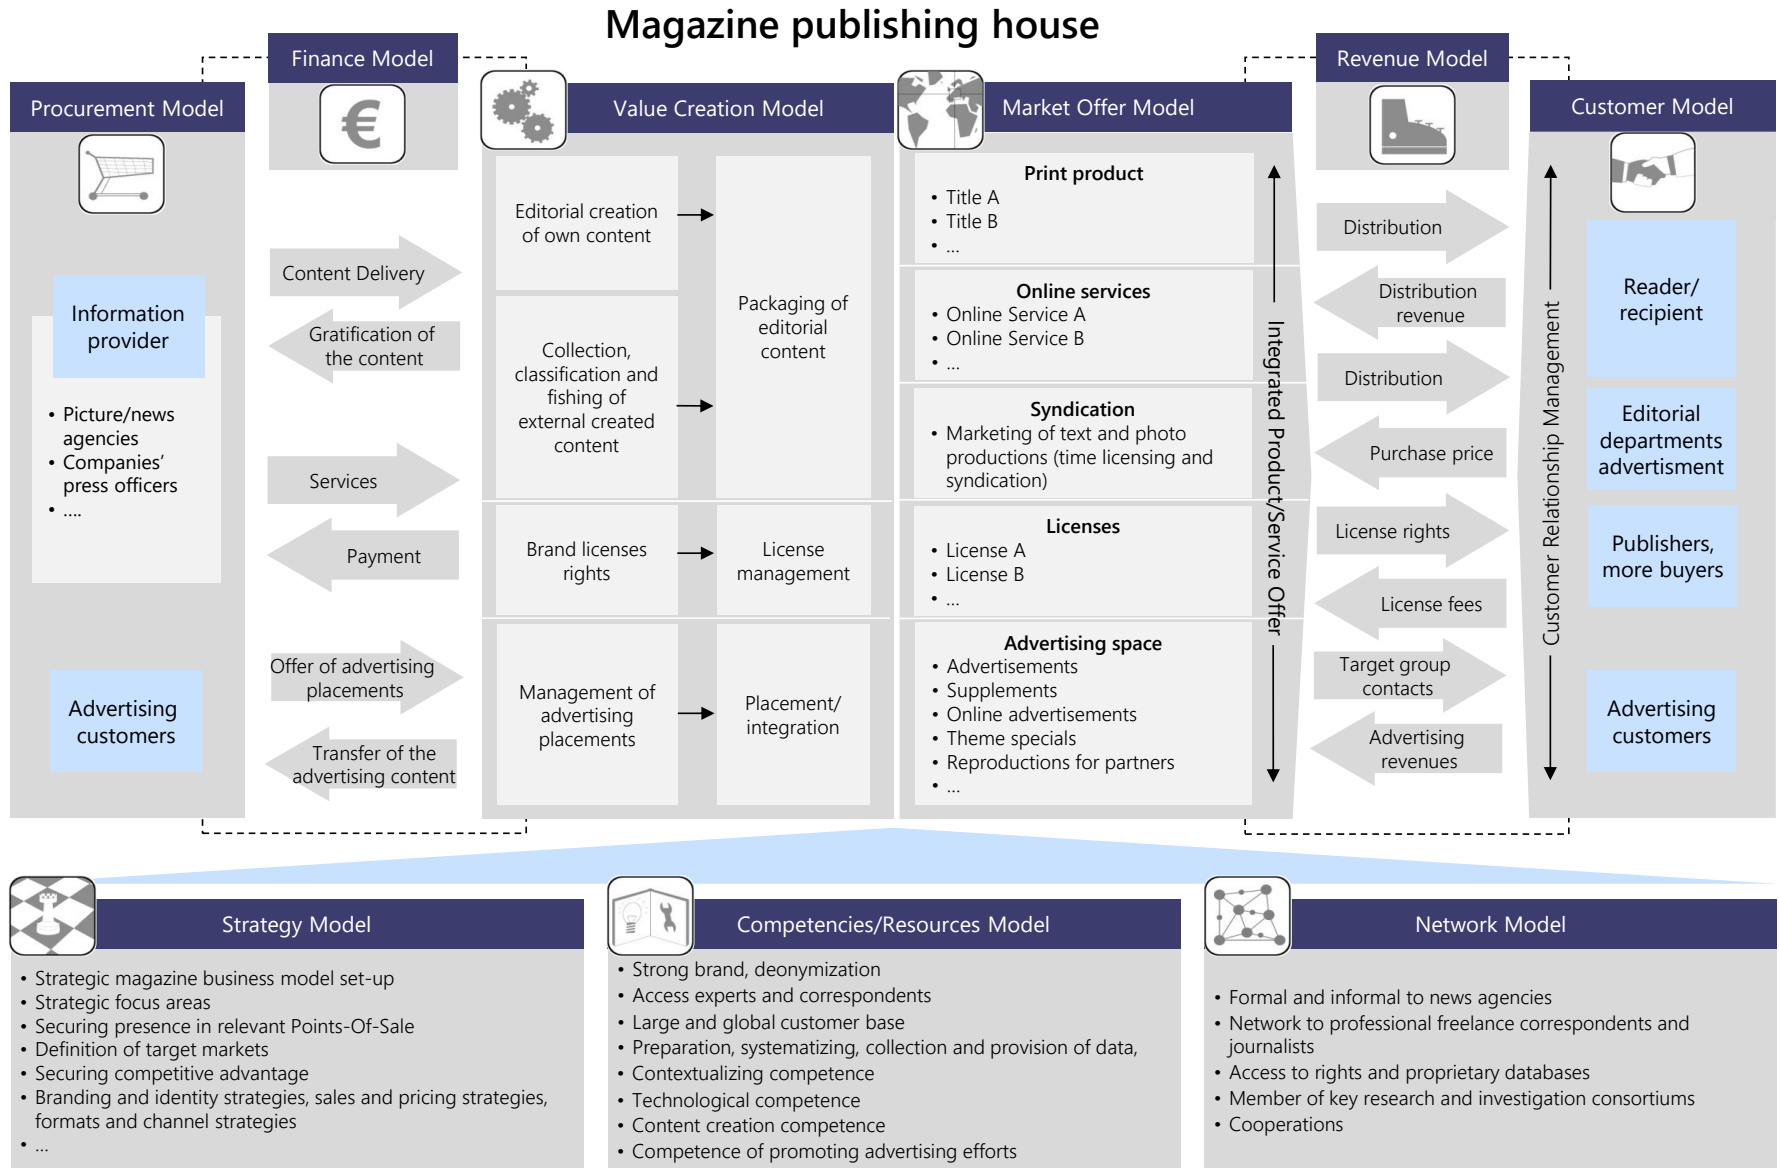 Magazine publishing house
Finance Model
Revenue Model
Procurement Model
Value Creation Model
Market Offer Model
Customer Model
€
Information
provider
• Picture/news
agencies
• Companies’
press officers
• ....
Advertising
customers
Content Delivery
Gratification of
the content
Services
Payment
Offer of advertising
placements
Transfer of the
advertising content
Editorial creation
of own content
Collection,
classification and
fishing of
external created
content
Packaging of
editorial
content
Brand licenses
rights
License
management
Management of
advertising
placements
Placement/
integration
Print product
• Title A
• Title B
• ...
Online services
• Online Service A
• Online Service B
• ...
Syndication
• Marketing of text and photo
productions (time licensing and
syndication)
Licenses
• License A
• License B
• ...
Advertising space
• Advertisements
• Supplements
• Online advertisements
• Theme specials
• Reproductions for partners
• ...
Integrated Product/Service Offer
Distribution
Distribution
revenue
Distribution
Purchase price
License rights
License fees
Target group
contacts
Advertising
revenues
Customer Relationship Management
Reader/
recipient
Editorial
departments
advertisment
Publishers,
more buyers
Advertising
customers
Strategy Model
• Strategic magazine business model set-up
• Strategic focus areas
• Securing presence in relevant Points-Of-Sale
• Definition of target markets
• Securing competitive advantage
• Branding and identity strategies, sales and pricing strategies,
formats and channel strategies
• ...
Competencies/Resources Model
• Strong brand, deonymization
• Access experts and correspondents
• Large and global customer base
• Preparation, systematizing, collection and provision of data,
• Contextualizing competence
• Technological competence
• Content creation competence
• Competence of promoting advertising efforts
Network Model
• Formal and informal to news agencies
• Network to professional freelance correspondents and
journalists
• Access to rights and proprietary databases
• Member of key research and investigation consortiums
• Cooperations